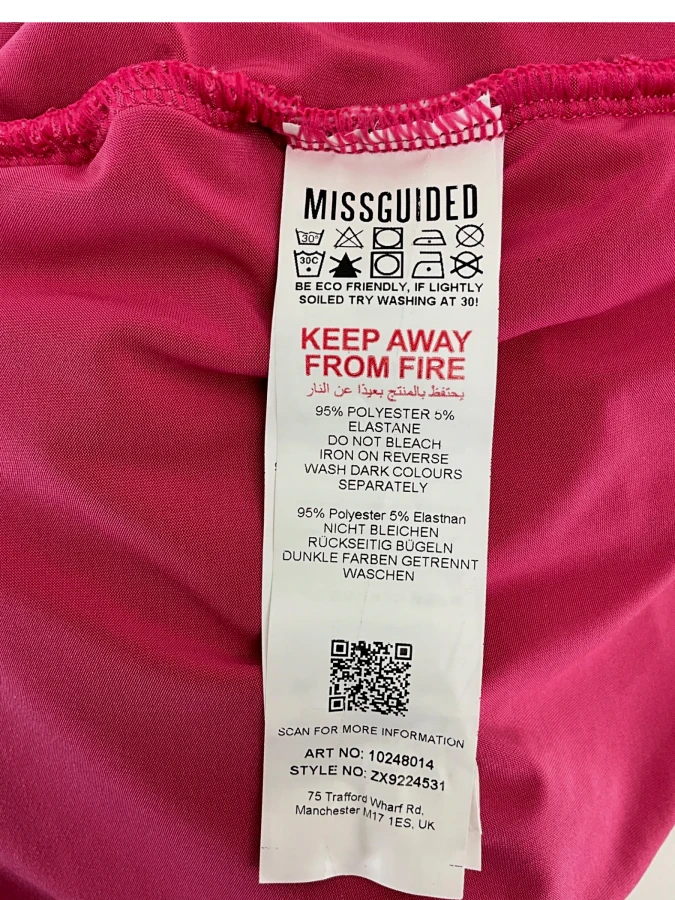 MISSGUIDED
30°
30C
BE ECO FRIENDLY, IF LIGHTLY
SOILED TRY WASHING AT 30!
KEEP AWAY
FROM FIRE
يحتفظ بالمنتج بعيدًا عن النار
95% POLYESTER 5%
ELASTANE
DO NOT BLEACH
IRON ON REVERSE
WASH DARK COLOURS
SEPARATELY
95% Polyester 5% Elasthan
NICHT BLEICHEN
RÜCKSEITIG BÜGELN
DUNKLE FARBEN GETRENNT
WASCHEN
SCAN FOR MORE INFORMATION
ART NO: 10248014
STYLE NO: ZX9224531
75 Trafford Wharf Rd,
Manchester M17 1ES, UK